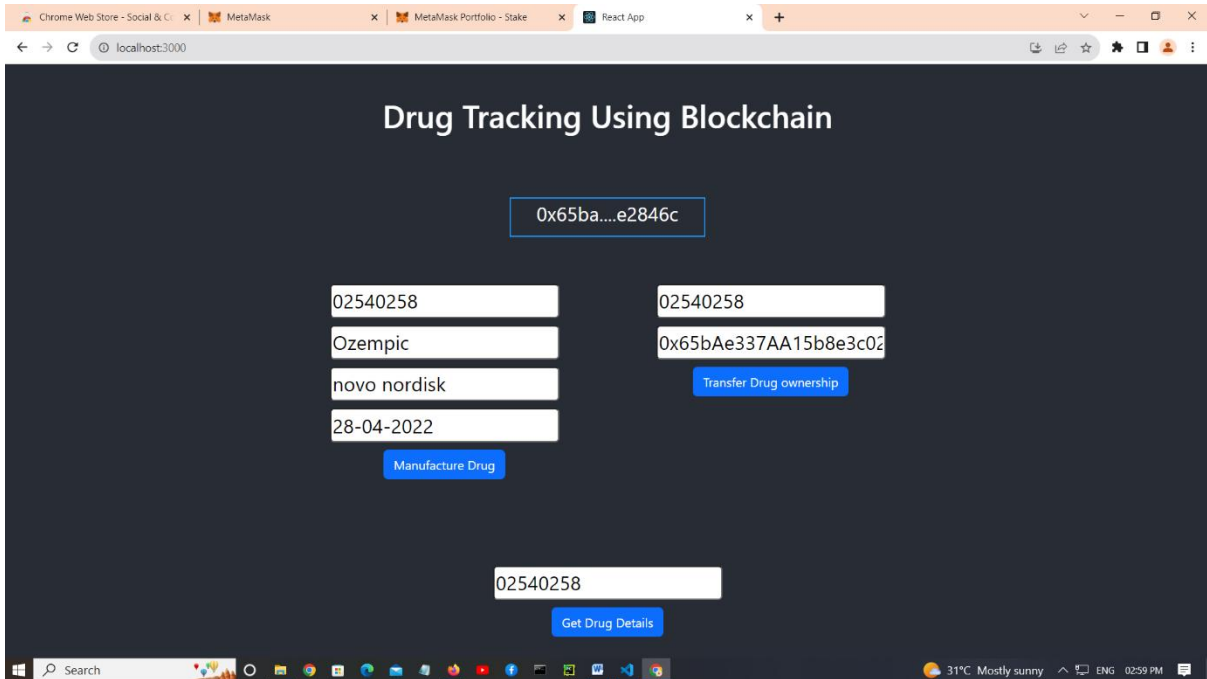 Chrome Web Store - Social & Co
MetaMask
MetaMask Portfolio - Stake
React App
localhost:3000
Drug Tracking Using Blockchain
0x65ba....e2846c
02540258
Ozempic
novo nordisk
28-04-2022
Manufacture Drug
02540258
0x65bAe337AA15b8e3c02
Transfer Drug ownership
02540258
Get Drug Details
Search
31°C Mostly sunny
ENG
02:59 PM